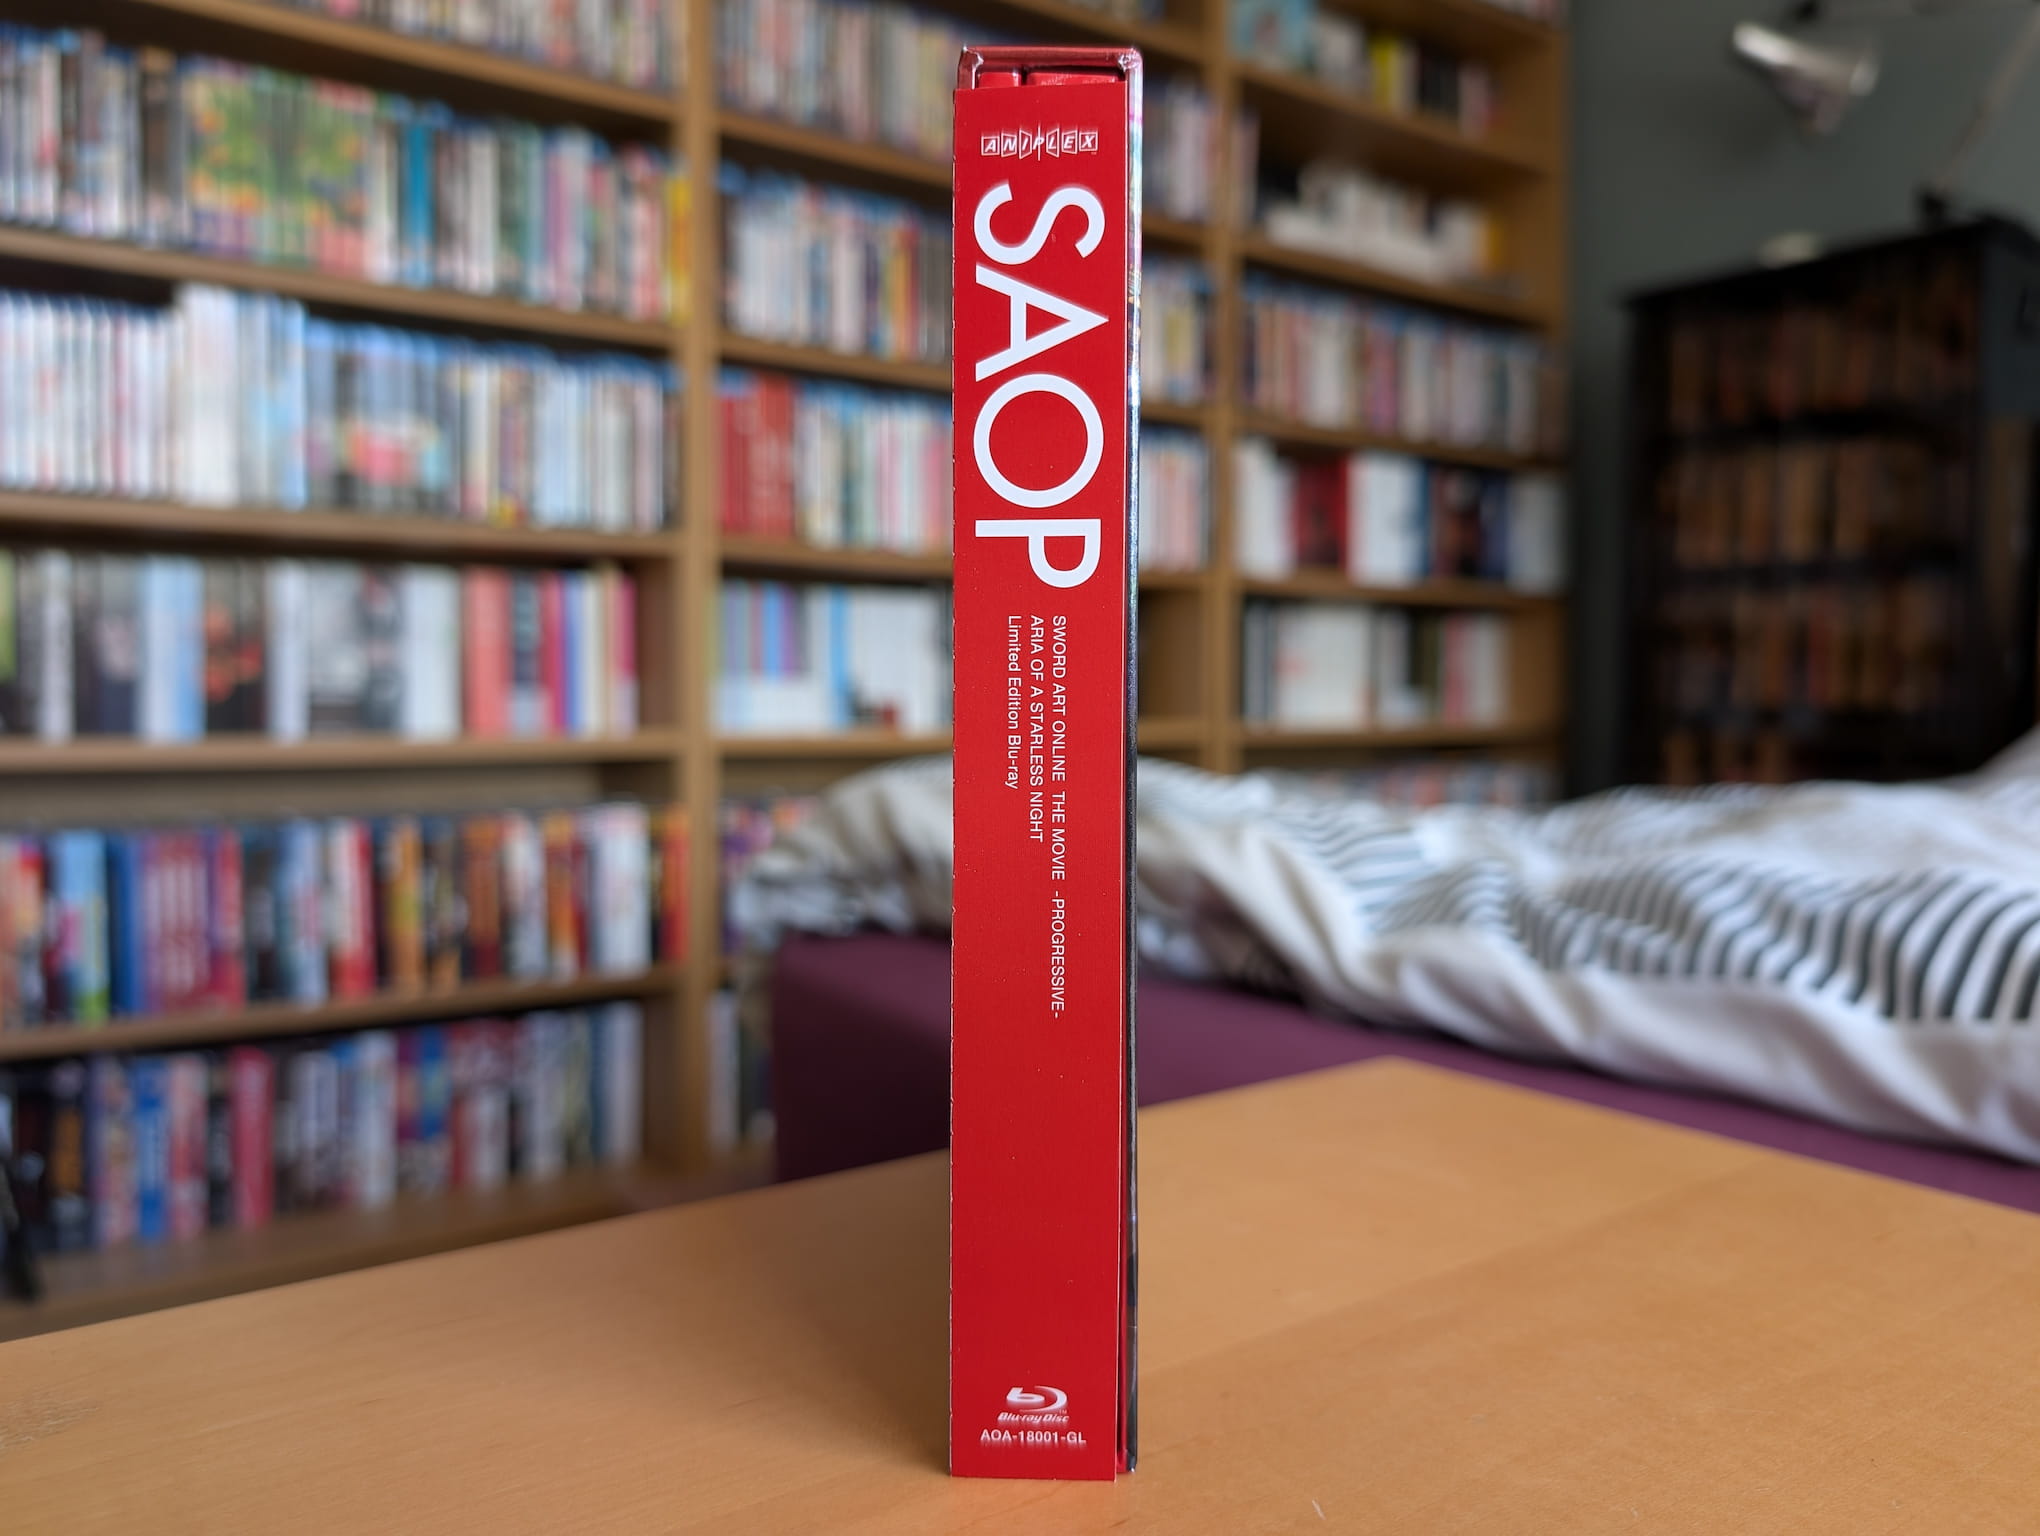 ANIPLEX
SAOP
SWORD ART ONLINE THE MOVIE -PROGRESSIVE-
ARIA OF A STARLESS NIGHT
Limited Edition Blu-ray
Blu-ray Disc
AOA-18001-GL